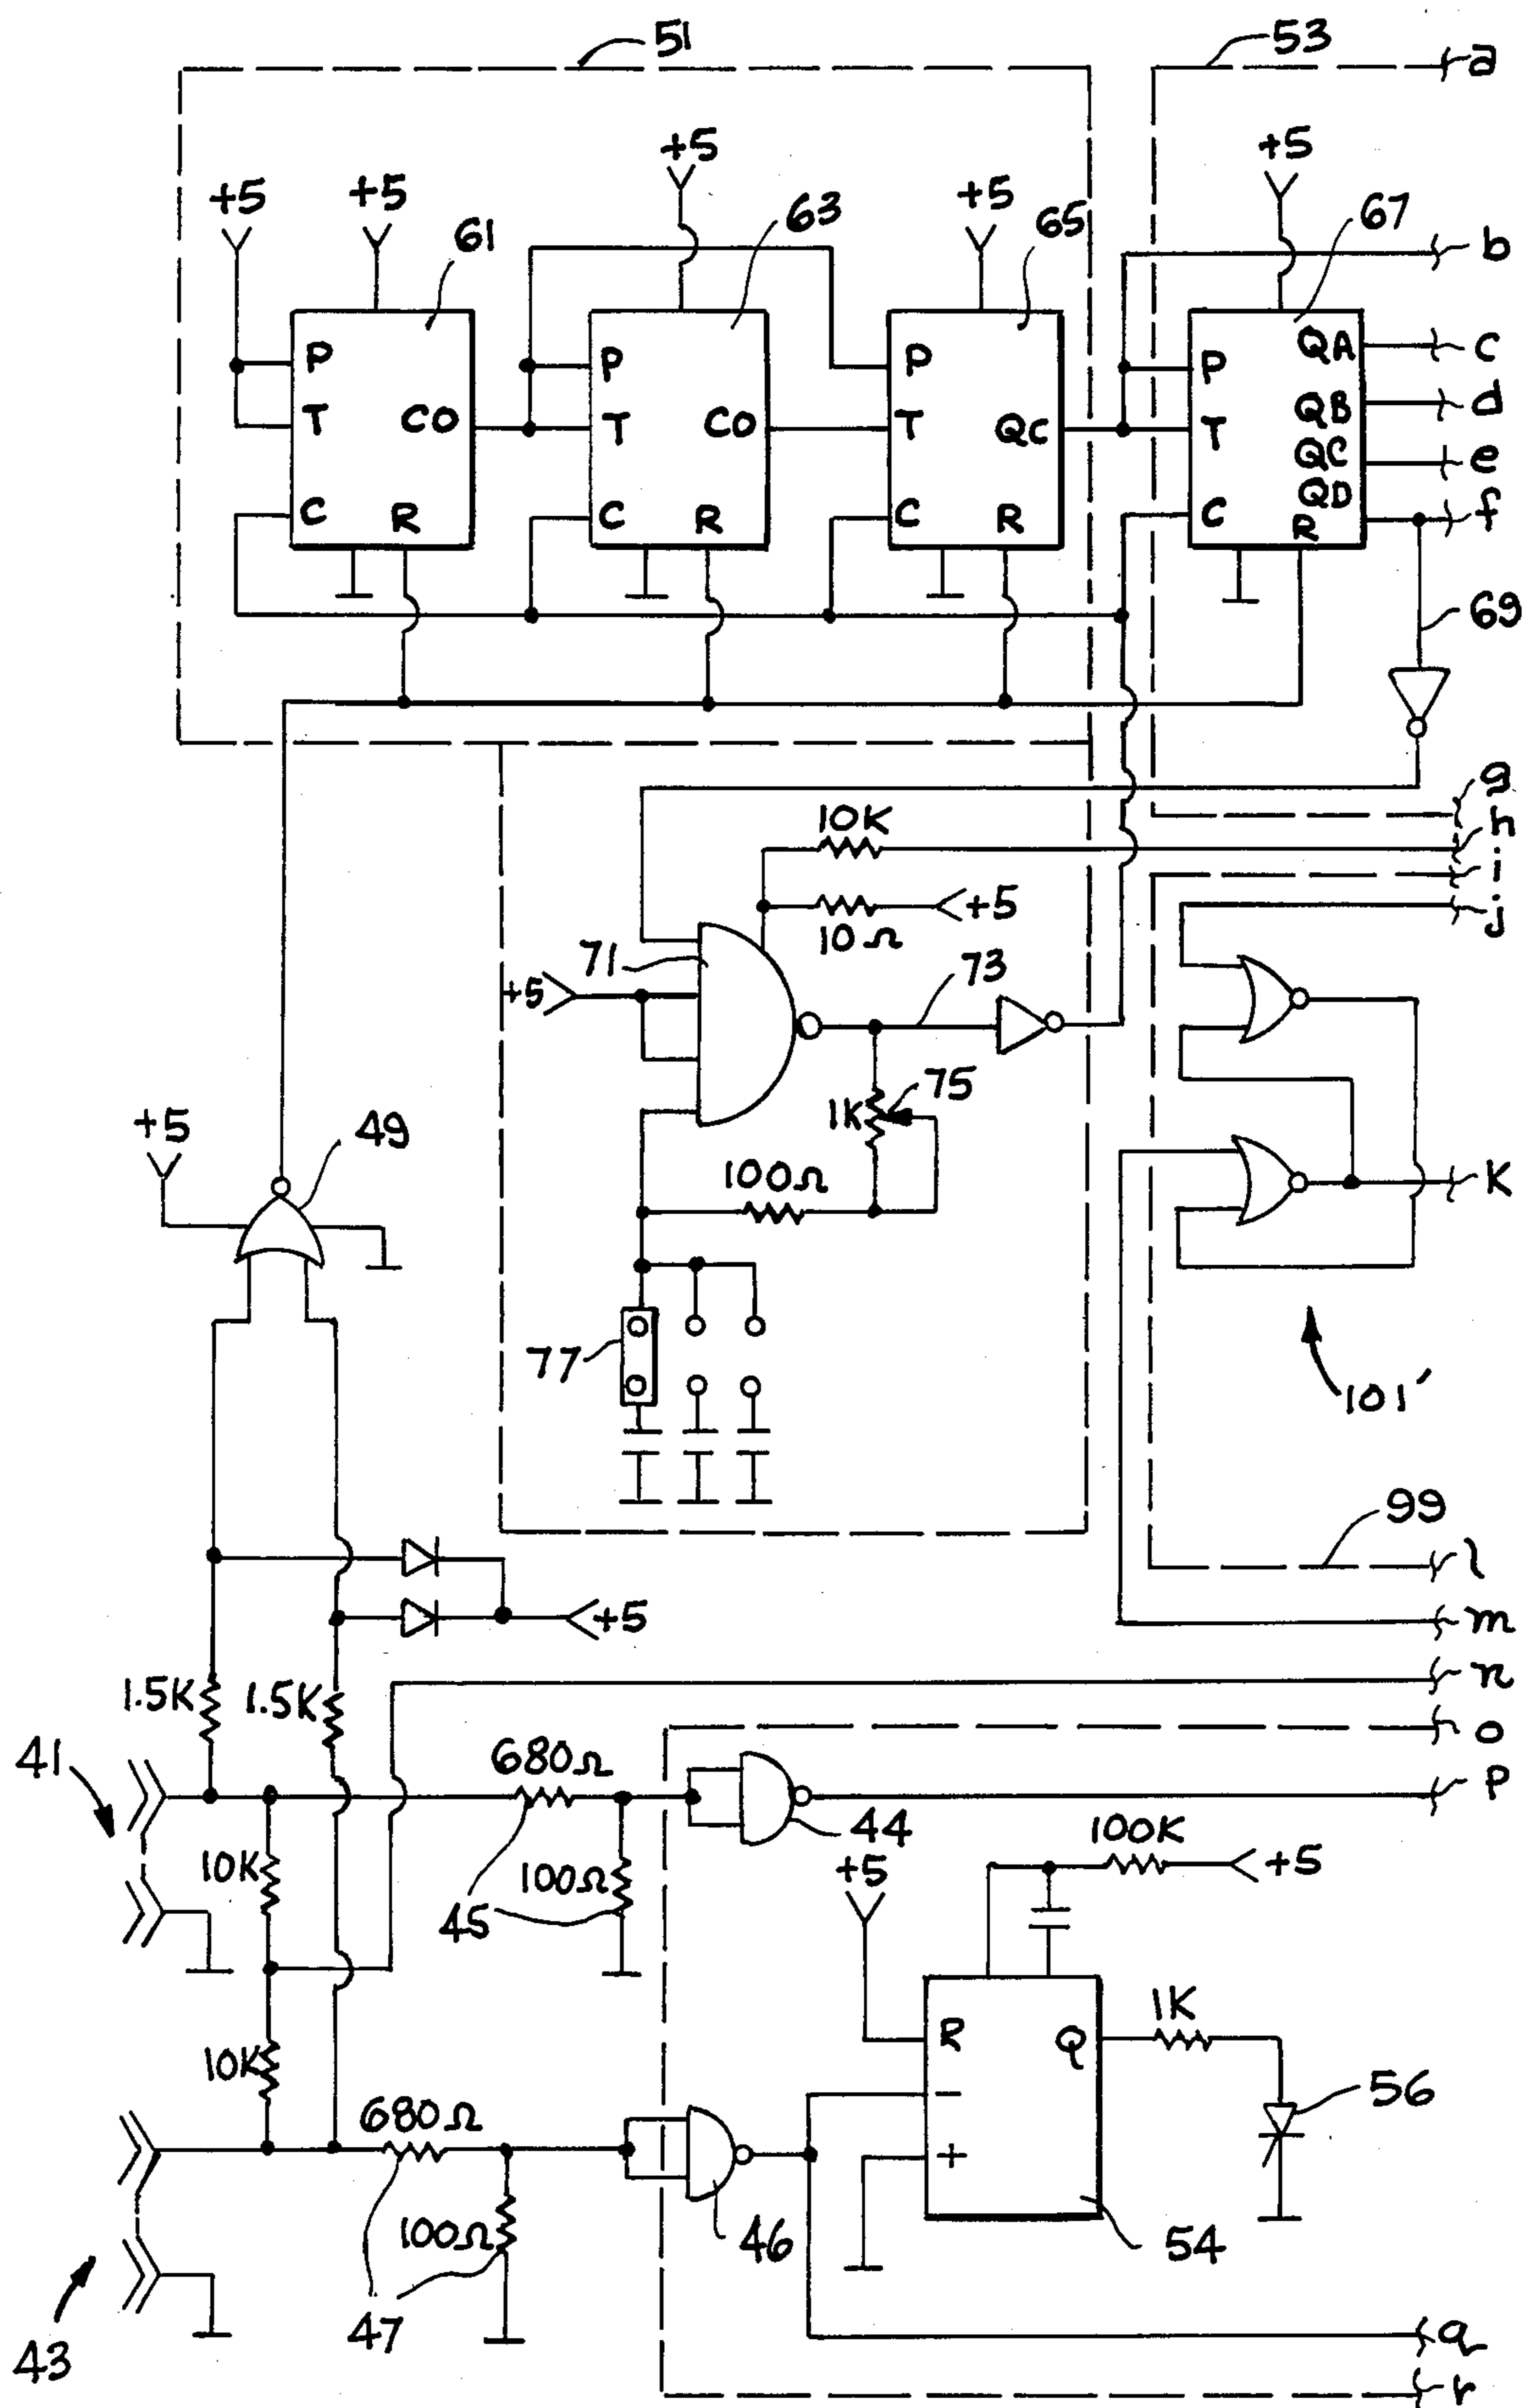 51
53
a
+5
+5
+5
+5
+5
61
63
65
67
b
P
T
CO
C
R
P
T
CO
C
R
P
T
QC
C
R
P
T
C
QA
QB
QC
QD
R
c
d
e
f
69
g
h
i
j
10K
10Ω
+5
71
+5
73
75
1K
100Ω
77
+5
49
K
101'
99
l
m
n
o
p
+5
1.5K
1.5K
41
680Ω
44
10K
100Ω
45
+5
100K
+5
10K
R
Q
−
+
1K
56
680Ω
100Ω
46
54
47
43
q
r